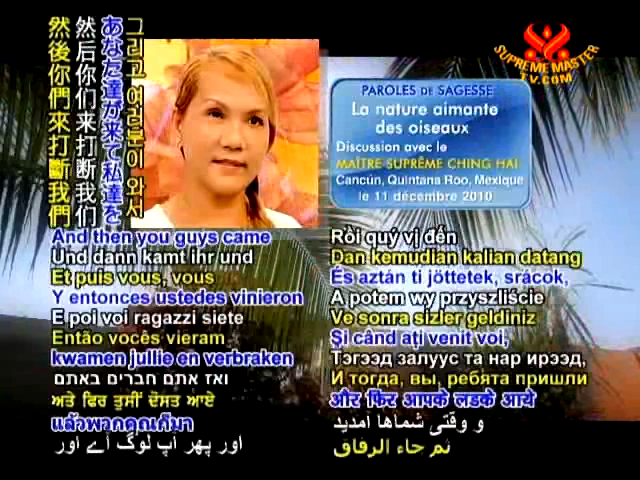 然後你們來打斷我們
然后你们来打断我们
あなた達が来て私達を
그리고 여러분이 와서
SUPREME MASTER
TV.COM
PAROLES DE SAGESSE
La nature aimante
des oiseaux
Discussion avec le
MAÎTRE SUPRÊME CHING HAI
Cancún, Quintana Roo, Mexique
le 11 décembre 2010
And then you guys came
Und dann kamt ihr und
Et puis vous, vous
Y entonces ustedes vinieron
E poi voi ragazzi siete
Então vocês vieram
kwamen jullie en verbraken
ואז אתם חברים באתם
ਅਤੇ ਫਿਰ ਤੁਸੀਂ ਦੋਸਤ ਆਏ
แล้วพวกคุณก็มา
اور پھر آپ لوگ آے اور
Rồi quý vị đến
Dan kemudian kalian datang
És aztán ti jöttetek, srácok,
A potem wy przyszliście
Ve sonra sizler geldiniz
Şi când aţi venit voi,
Тэгээд залуус та нар ирээд,
И тогда, вы, ребята пришли
और फिर आपके लडके आये
و وقتی شماها آمدید
ثم جاء الرفاق